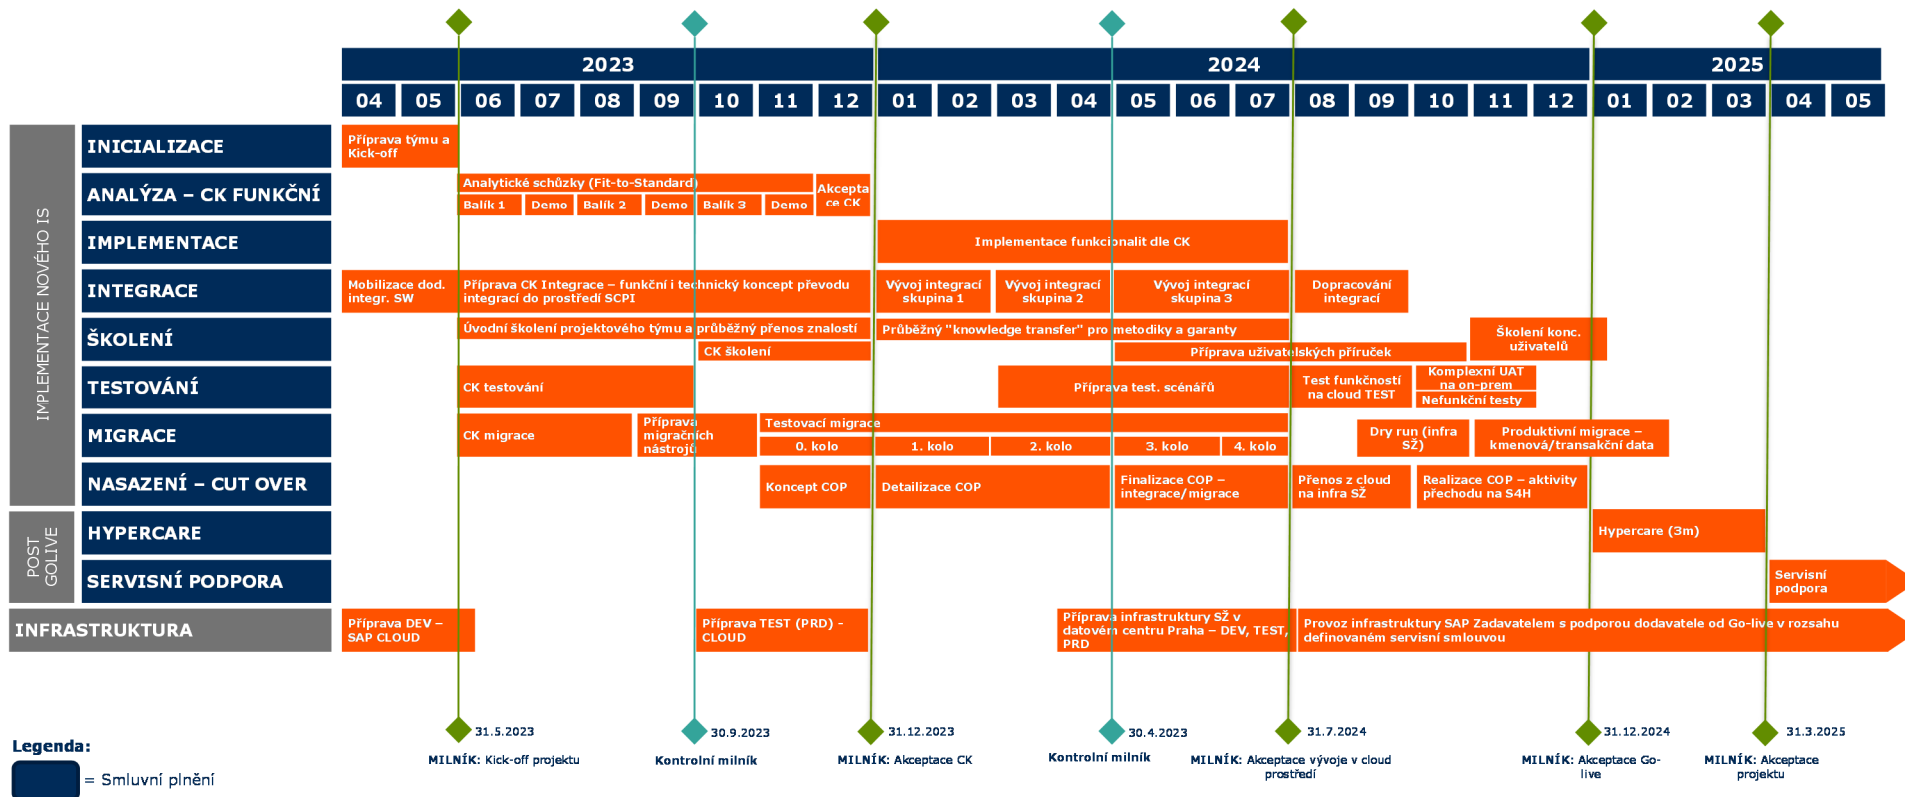 2023 2024 2025
04 05 06 07 08 09 10 11 12 01 02 03 04 05 06 07 08 09 10 11 12 01 02 03 04 05
IMPLEMENTACE NOVÉHO IS
INICIALIZACE
Příprava týmu a
Kick-off
ANALÝZA – CK FUNKČNÍ
Analytické schůzky (Fit-to-Standard)
Balík 1 Demo Balík 2 Demo Balík 3 Demo
Akcepta
ce CK
IMPLEMENTACE
Implementace funkcionalit dle CK
INTEGRACE
Mobilizace dod.
integr. SW
Příprava CK Integrace – funkční i technický koncept převodu
integrací do prostředí SCPI
Vývoj integrací
skupina 1
Vývoj integrací
skupina 2
Vývoj integrací
skupina 3
Dopracování
integrací
ŠKOLENÍ
Úvodní školení projektového týmu a průběžný přenos znalostí
CK školení
Průběžný "knowledge transfer" pro metodiky a garanty
Příprava uživatelských příruček
Školení konc.
uživatelů
TESTOVÁNÍ
CK testování
Příprava test. scénářů
Test funkčností
na cloud TEST
Komplexní UAT
na on-prem
Nefunkční testy
MIGRACE
CK migrace
Příprava
migračních
nástrojů
Testovací migrace
0. kolo 1. kolo 2. kolo 3. kolo 4. kolo
Dry run (infra
SŽ)
Produktivní migrace –
kmenová/transakční data
NASAZENÍ – CUT OVER
Koncept COP
Detailizace COP
Finalizace COP –
integrace/migrace
Přenos z cloud
na infra SŽ
Realizace COP – aktivity
přechodu na S4H
POST
GOLIVE
HYPERCARE
Hypercare (3m)
SERVISNÍ PODPORA
Servisní
podpora
INFRASTRUKTURA
Příprava DEV –
SAP CLOUD
Příprava TEST (PRD) -
CLOUD
Příprava infrastruktury SŽ v
datovém centru Praha – DEV, TEST,
PRD
Provoz infrastruktury SAP Zadavatelem s podporou dodavatele od Go-live v rozsahu
definovaném servisní smlouvou
31.5.2023
MILNÍK: Kick-off projektu
30.9.2023
Kontrolní milník
31.12.2023
MILNÍK: Akceptace CK
30.4.2023
Kontrolní milník
31.7.2024
MILNÍK: Akceptace vývoje v cloud
prostředí
31.12.2024
MILNÍK: Akceptace Go-
live
31.3.2025
MILNÍK: Akceptace
projektu
Legenda:
= Smluvní plnění